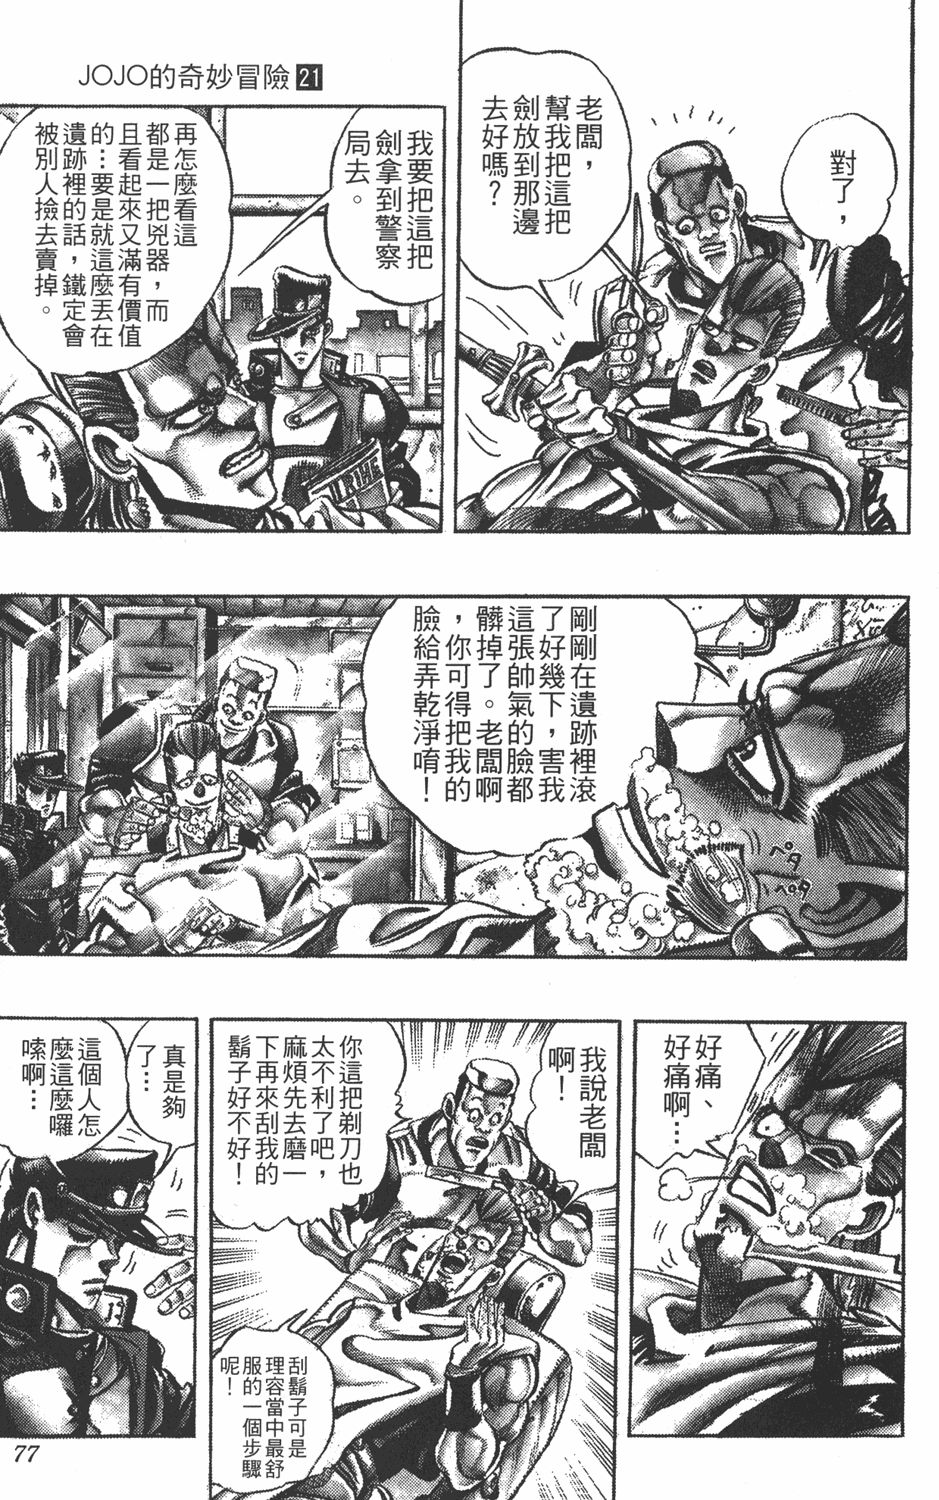 JOJO的奇妙冒險21
對了，
老闆，
幫我把這把
劍放到那邊
去好嗎？
我要把這把
劍拿到警察
局去。
再怎麼看這
都是一把兇器，而
且看起來又滿有價值
的…要是就這麼丟在
遺跡裡的話，鐵定會
被別人撿去賣掉。
剛剛在遺跡裡滾
了好幾下，害我
這張帥氣的臉都
髒掉了。老闆啊
，你可得把我的
臉給弄乾淨唷！
ペタ
ペタ
好痛、
好痛啊…
我說老闆
啊！
你這把剃刀也
太不利了吧，
麻煩先去磨一
下再來刮我的
鬍子好不好！
刮鬍子可是
理容當中最舒
服的一個步驟
呢！
真是夠
了…
這個人怎
麼這麼囉
嗦啊…
77